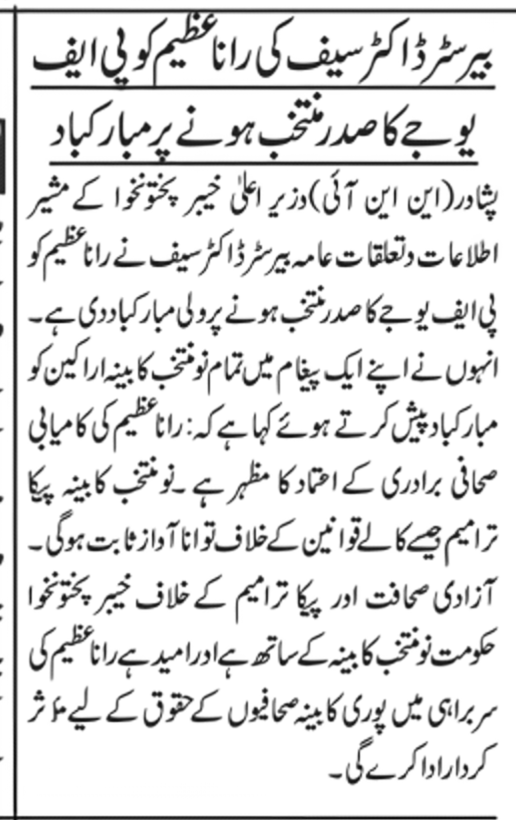 بیرسٹر ڈاکٹر سیف کی رانا عظیم کو پی ایف
یو جے کا صدر منتخب ہونے پر مبارکباد
پشاور(این این آئی)وزیر اعلیٰ خیبر پختونخوا کے مشیر
اطلاعات و تعلقات عامہ بیرسٹر ڈاکٹر سیف نے رانا عظیم کو
پی ایف یو جے کا صدر منتخب ہونے پر ولی مبارکباد دی ہے۔
انہوں نے اپنے ایک پیغام میں تمام نو منتخب کابینہ اراکین کو
مبارکباد پیش کرتے ہوئے کہا ہے کہ: رانا عظیم کی کامیابی
صحافی برادری کے اعتماد کا مظہر ہے ۔نو منتخب کابینہ پیکا
ترامیم جیسے کالے قوانین کے خلاف توانا آواز ثابت ہوگی۔
آزادی صحافت اور پیکا ترامیم کے خلاف خیبر پختونخوا
حکومت نو منتخب کابینہ کے ساتھ ہے اور امید ہے رانا عظیم کی
سربراہی میں پوری کابینہ صحافیوں کے حقوق کے لیے مؤثر
کردار ادا کرے گی۔